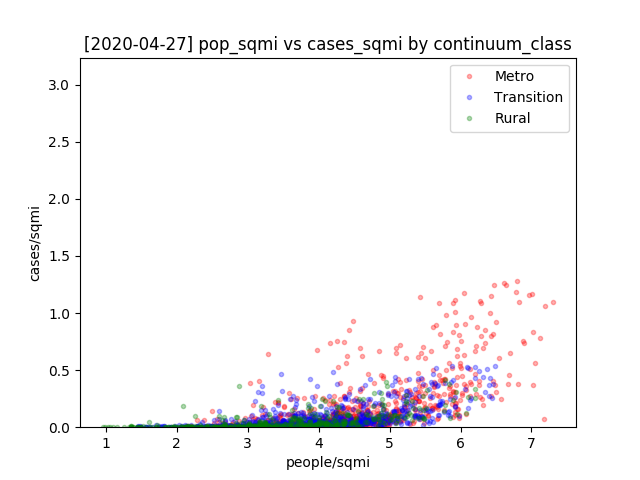 [2020-04-27] pop_sqmi vs cases_sqmi by continuum_class
Metro
Transition
Rural
cases/sqmi
3.0
2.5
2.0
1.5
1.0
0.5
0.0
1 2 3 4 5 6 7
people/sqmi